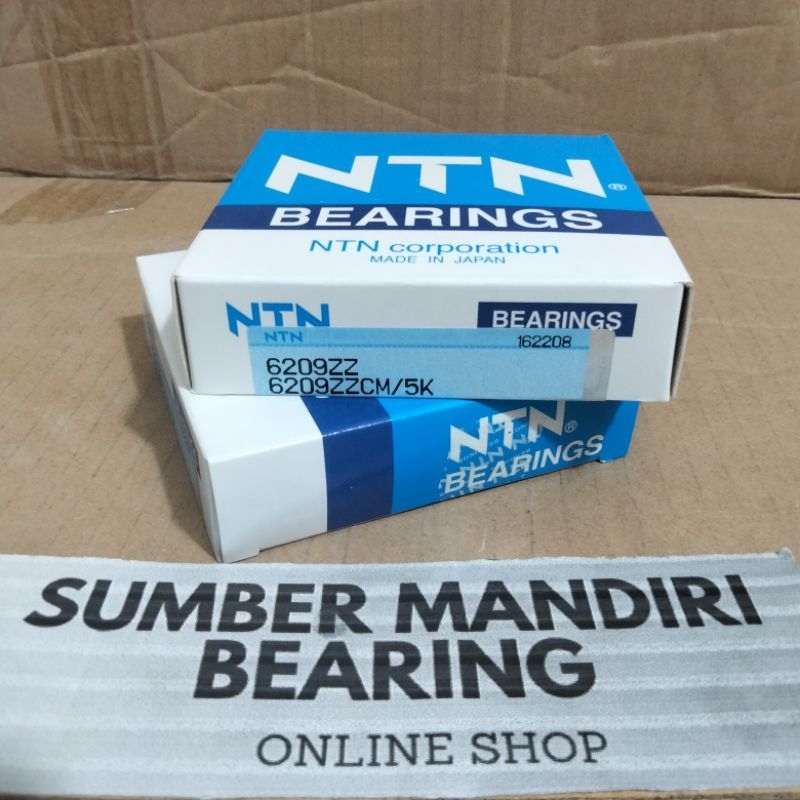 NTN®
BEARINGS
NTN corporation
MADE IN JAPAN
NTN
BEARINGS
NTN
162208
6209ZZ
6209ZZCM/5K
NTN®
BEARINGS
SUMBER MANDIRI
BEARING
ONLINE SHOP